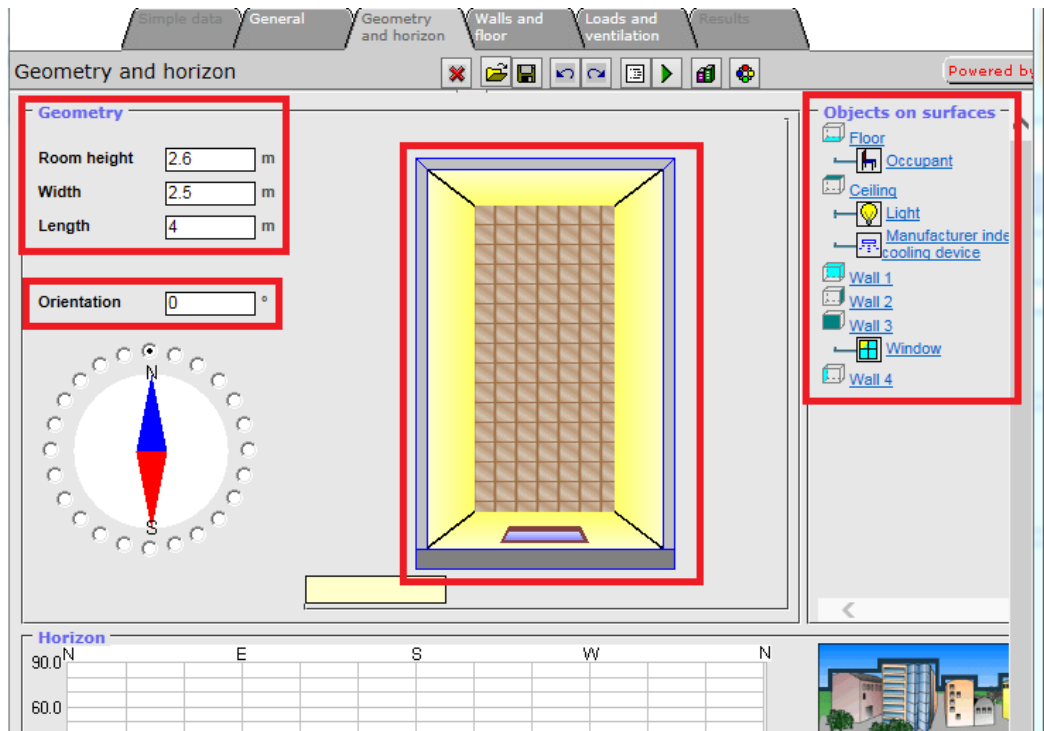 Simple data
General
Geometry and horizon
Walls and floor
Loads and ventilation
Results
Geometry and horizon
Powered by
Geometry
Room height 2.6 m
Width 2.5 m
Length 4 m
Orientation 0 °
N
S
Objects on surfaces
Floor
Occupant
Ceiling
Light
Manufacturer inde
cooling device
Wall 1
Wall 2
Wall 3
Window
Wall 4
Horizon
N E S W N
90.0
60.0